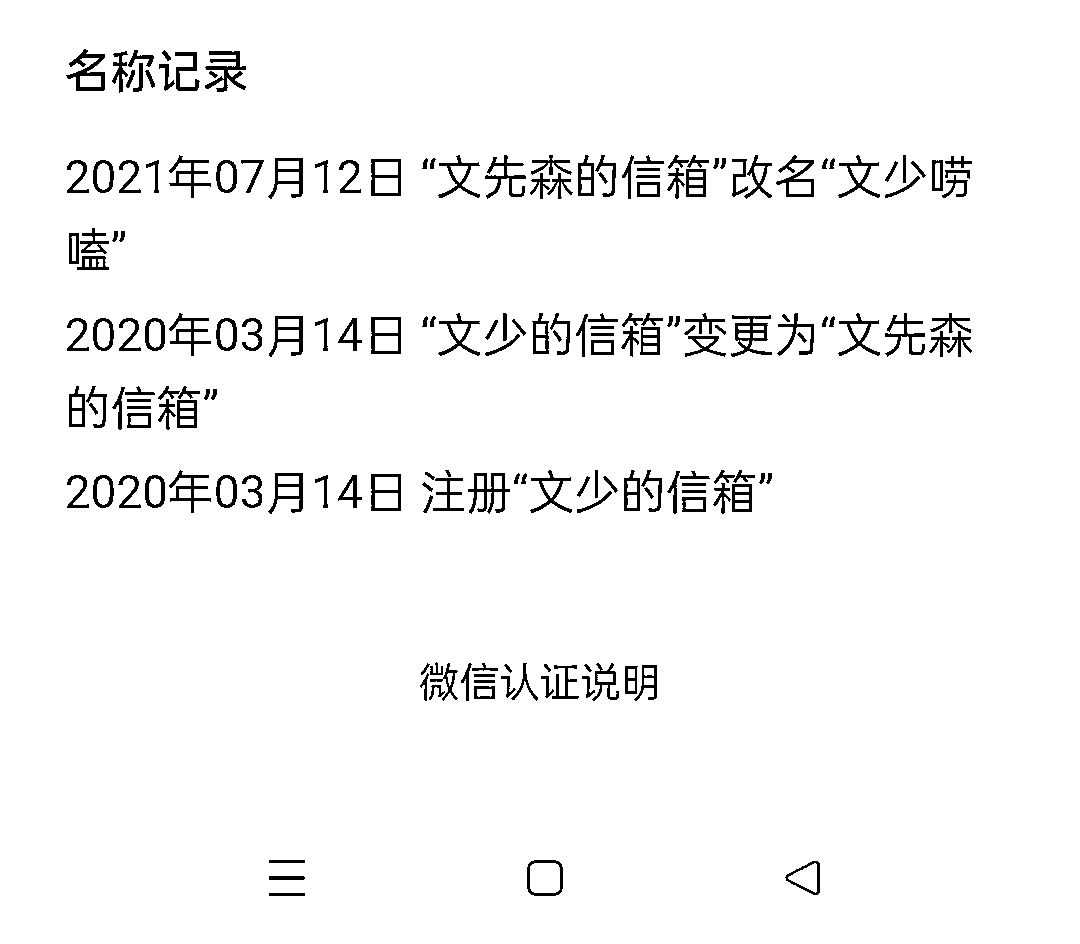 名称记录
2021年07月12日 “文先森的信箱”改名“文少唠
嗑”
2020年03月14日 “文少的信箱”变更为“文先森
的信箱”
2020年03月14日 注册“文少的信箱”
微信认证说明